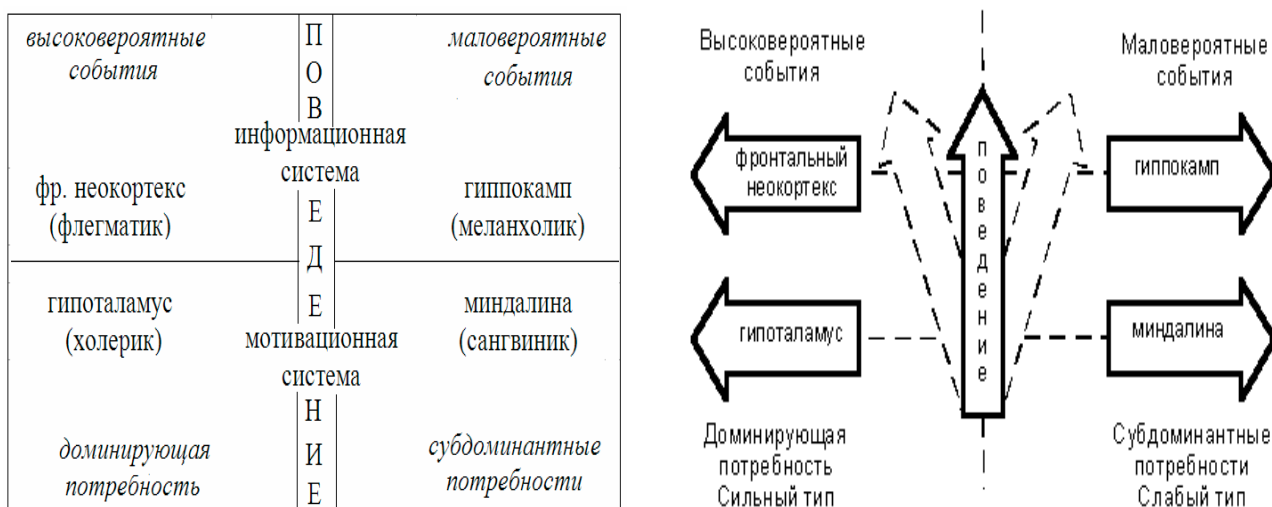 высоковероятные
события
маловероятные
события
П
О
В
информационная
система
фр. неокортекс
(флегматик)
гиппокамп
(меланхолик)
Е
Д
Е
гипоталамус
(холерик)
миндалина
(сангвиник)
мотивационная
система
Н
И
Е
доминирующая
потребность
субдоминантные
потребности
Высоковероятные
события
Маловероятные
события
фронтальный
неокортекс
поведение
гиппокамп
гипоталамус
миндалина
Доминирующая
потребность
Сильный тип
Субдоминантные
потребности
Слабый тип